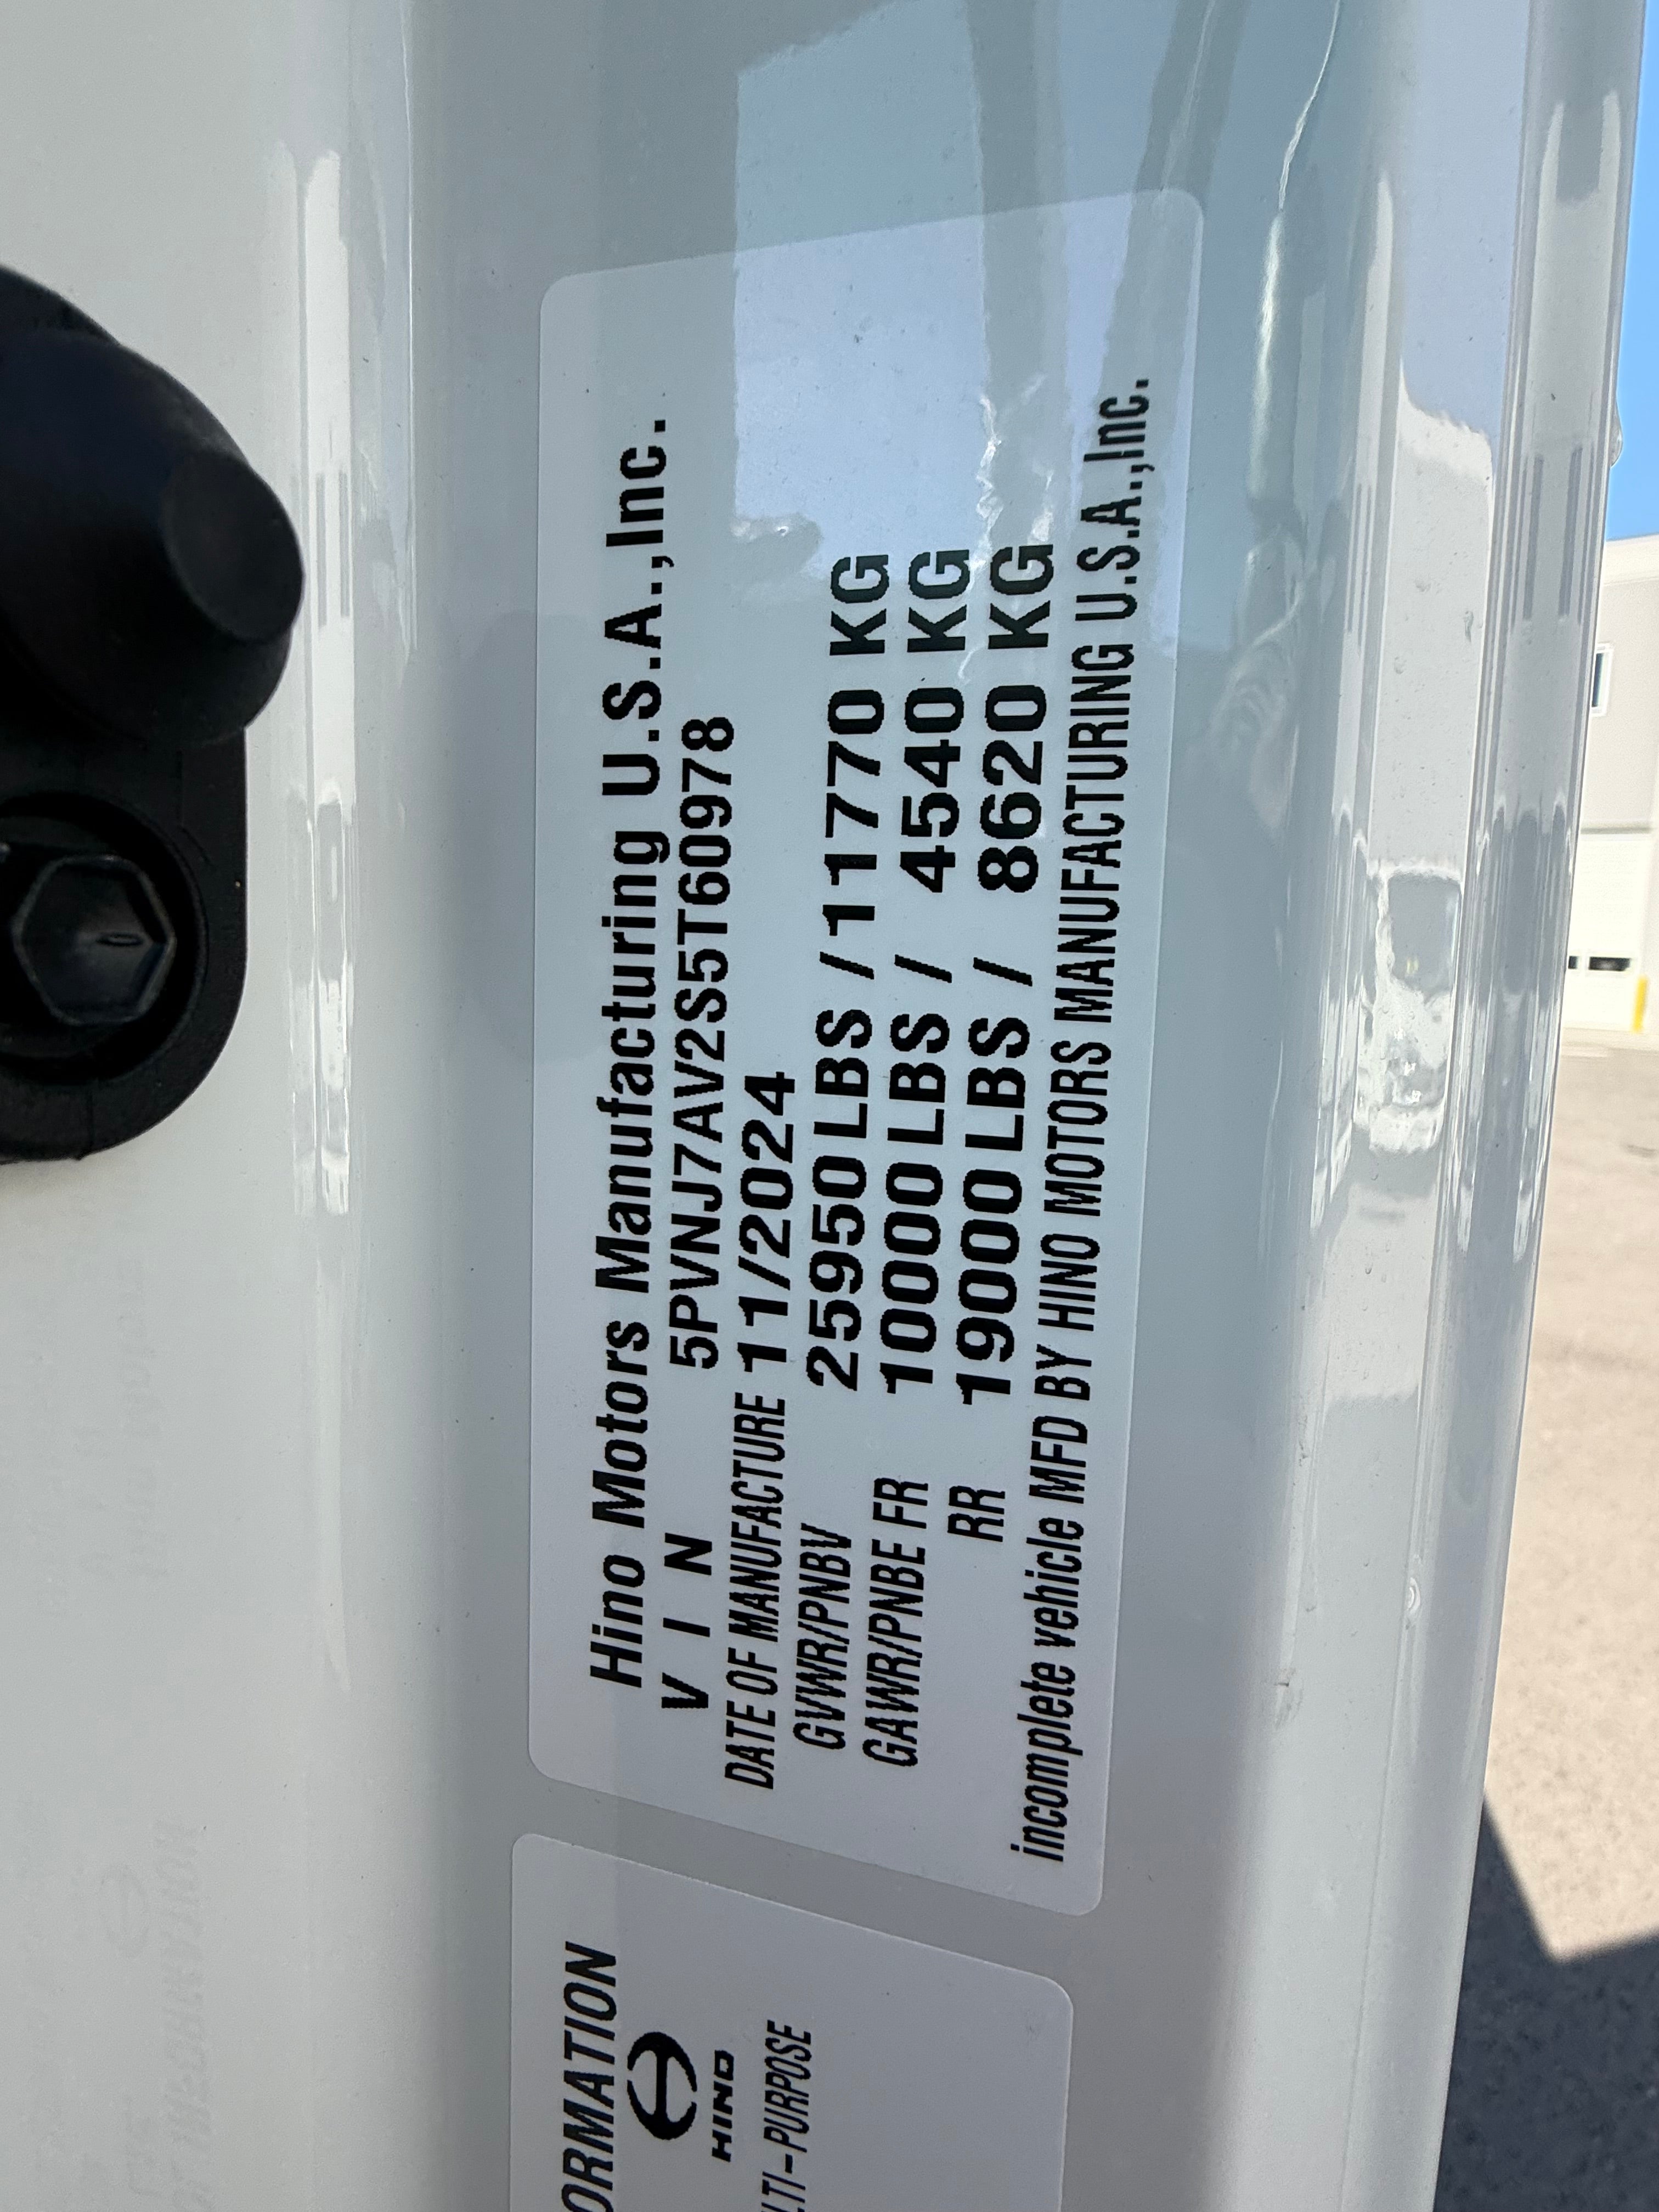 Hino Motors Manufacturing U.S.A.,Inc.
V I N 5PVNJ7AV2S5T60978
DATE OF MANUFACTURE 11/2024
GVWR/PNBV 25950 LBS / 11770 KG
GAWR/PNBE FR 10000 LBS / 4540 KG
RR 19000 LBS / 8620 KG
incomplete vehicle MFD BY HINO MOTORS MANUFACTURING U.S.A.,Inc.
ORMATION
HINO
LTI-PURPOSE